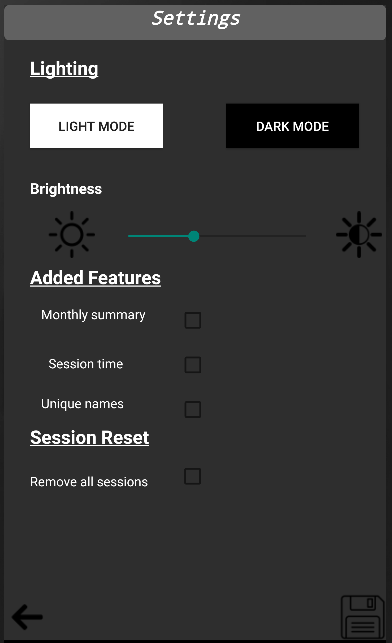 Settings
Lighting
LIGHT MODE
DARK MODE
Brightness
Added Features
Monthly summary
Session time
Unique names
Session Reset
Remove all sessions